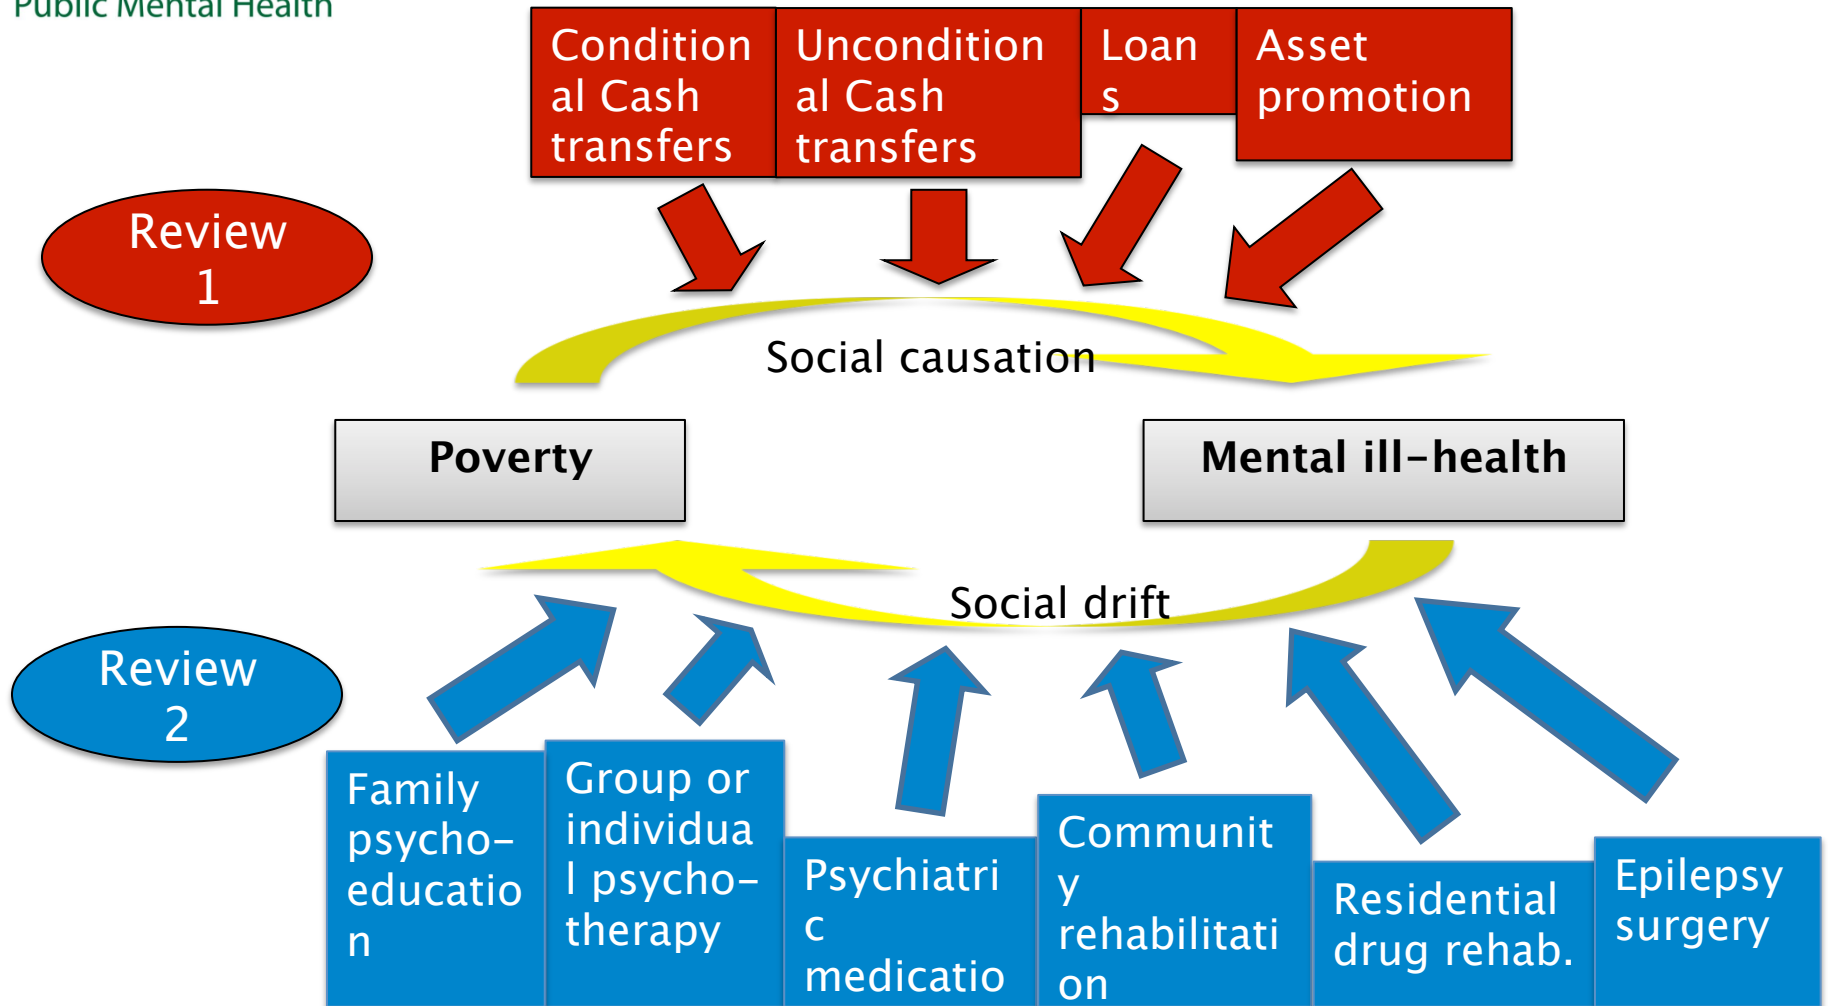 Public Mental Health
Condition
al Cash
transfers
Uncondition
al Cash
transfers
Loan
s
Asset
promotion
Review
1
Social causation
Poverty
Mental ill-health
Social drift
Review
2
Family
psycho-
educatio
n
Group or
individua
l psycho-
therapy
Psychiatri
c
medicatio
Communit
y
rehabilitati
on
Residential
drug rehab.
Epilepsy
surgery